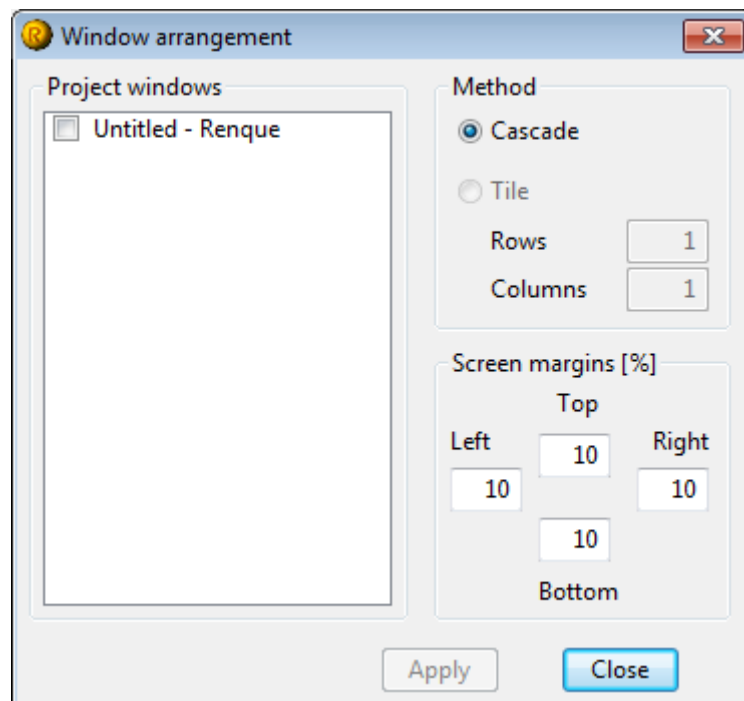 Window arrangement
Project windows
Untitled - Renque
Method
Cascade
Tile
Rows 1
Columns 1
Screen margins [%]
Top
Left 10 Right
10 10
10
Bottom
Apply Close